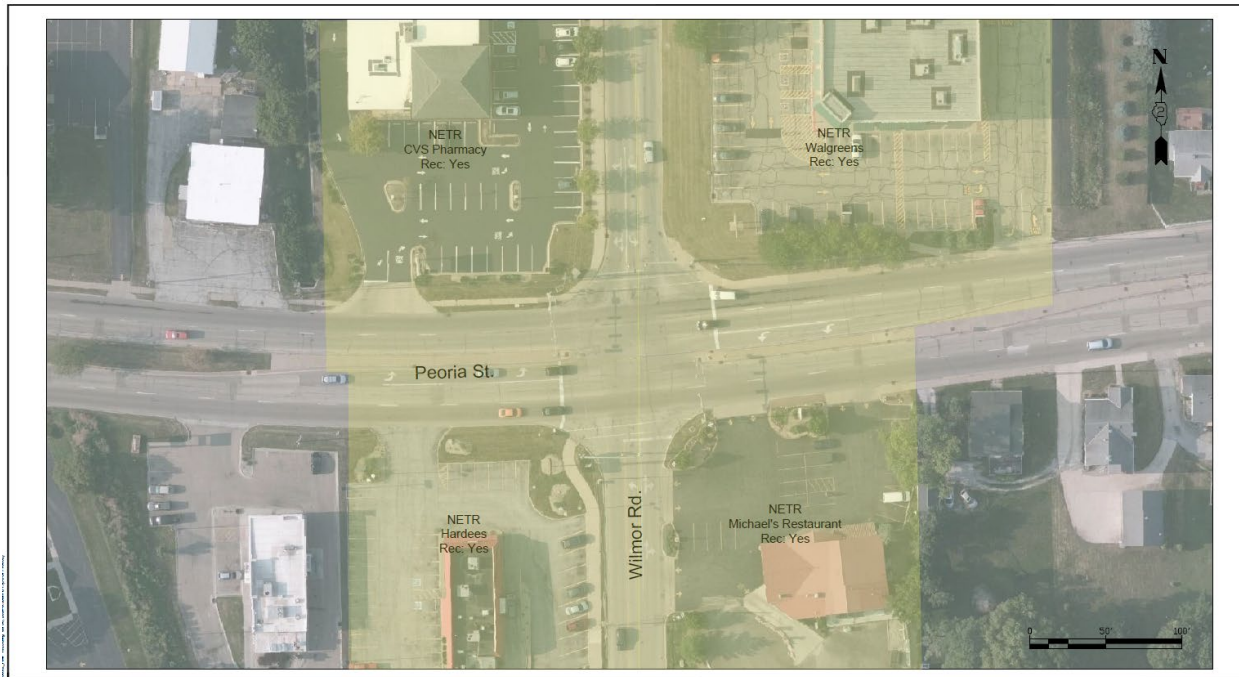 N
NETR
CVS Pharmacy
Rec: Yes
NETR
Walgreens
Rec: Yes
Peoria St.
NETR
Hardees
Rec: Yes
Wilmor Rd.
NETR
Michael's Restaurant
Rec: Yes
0 50' 100'